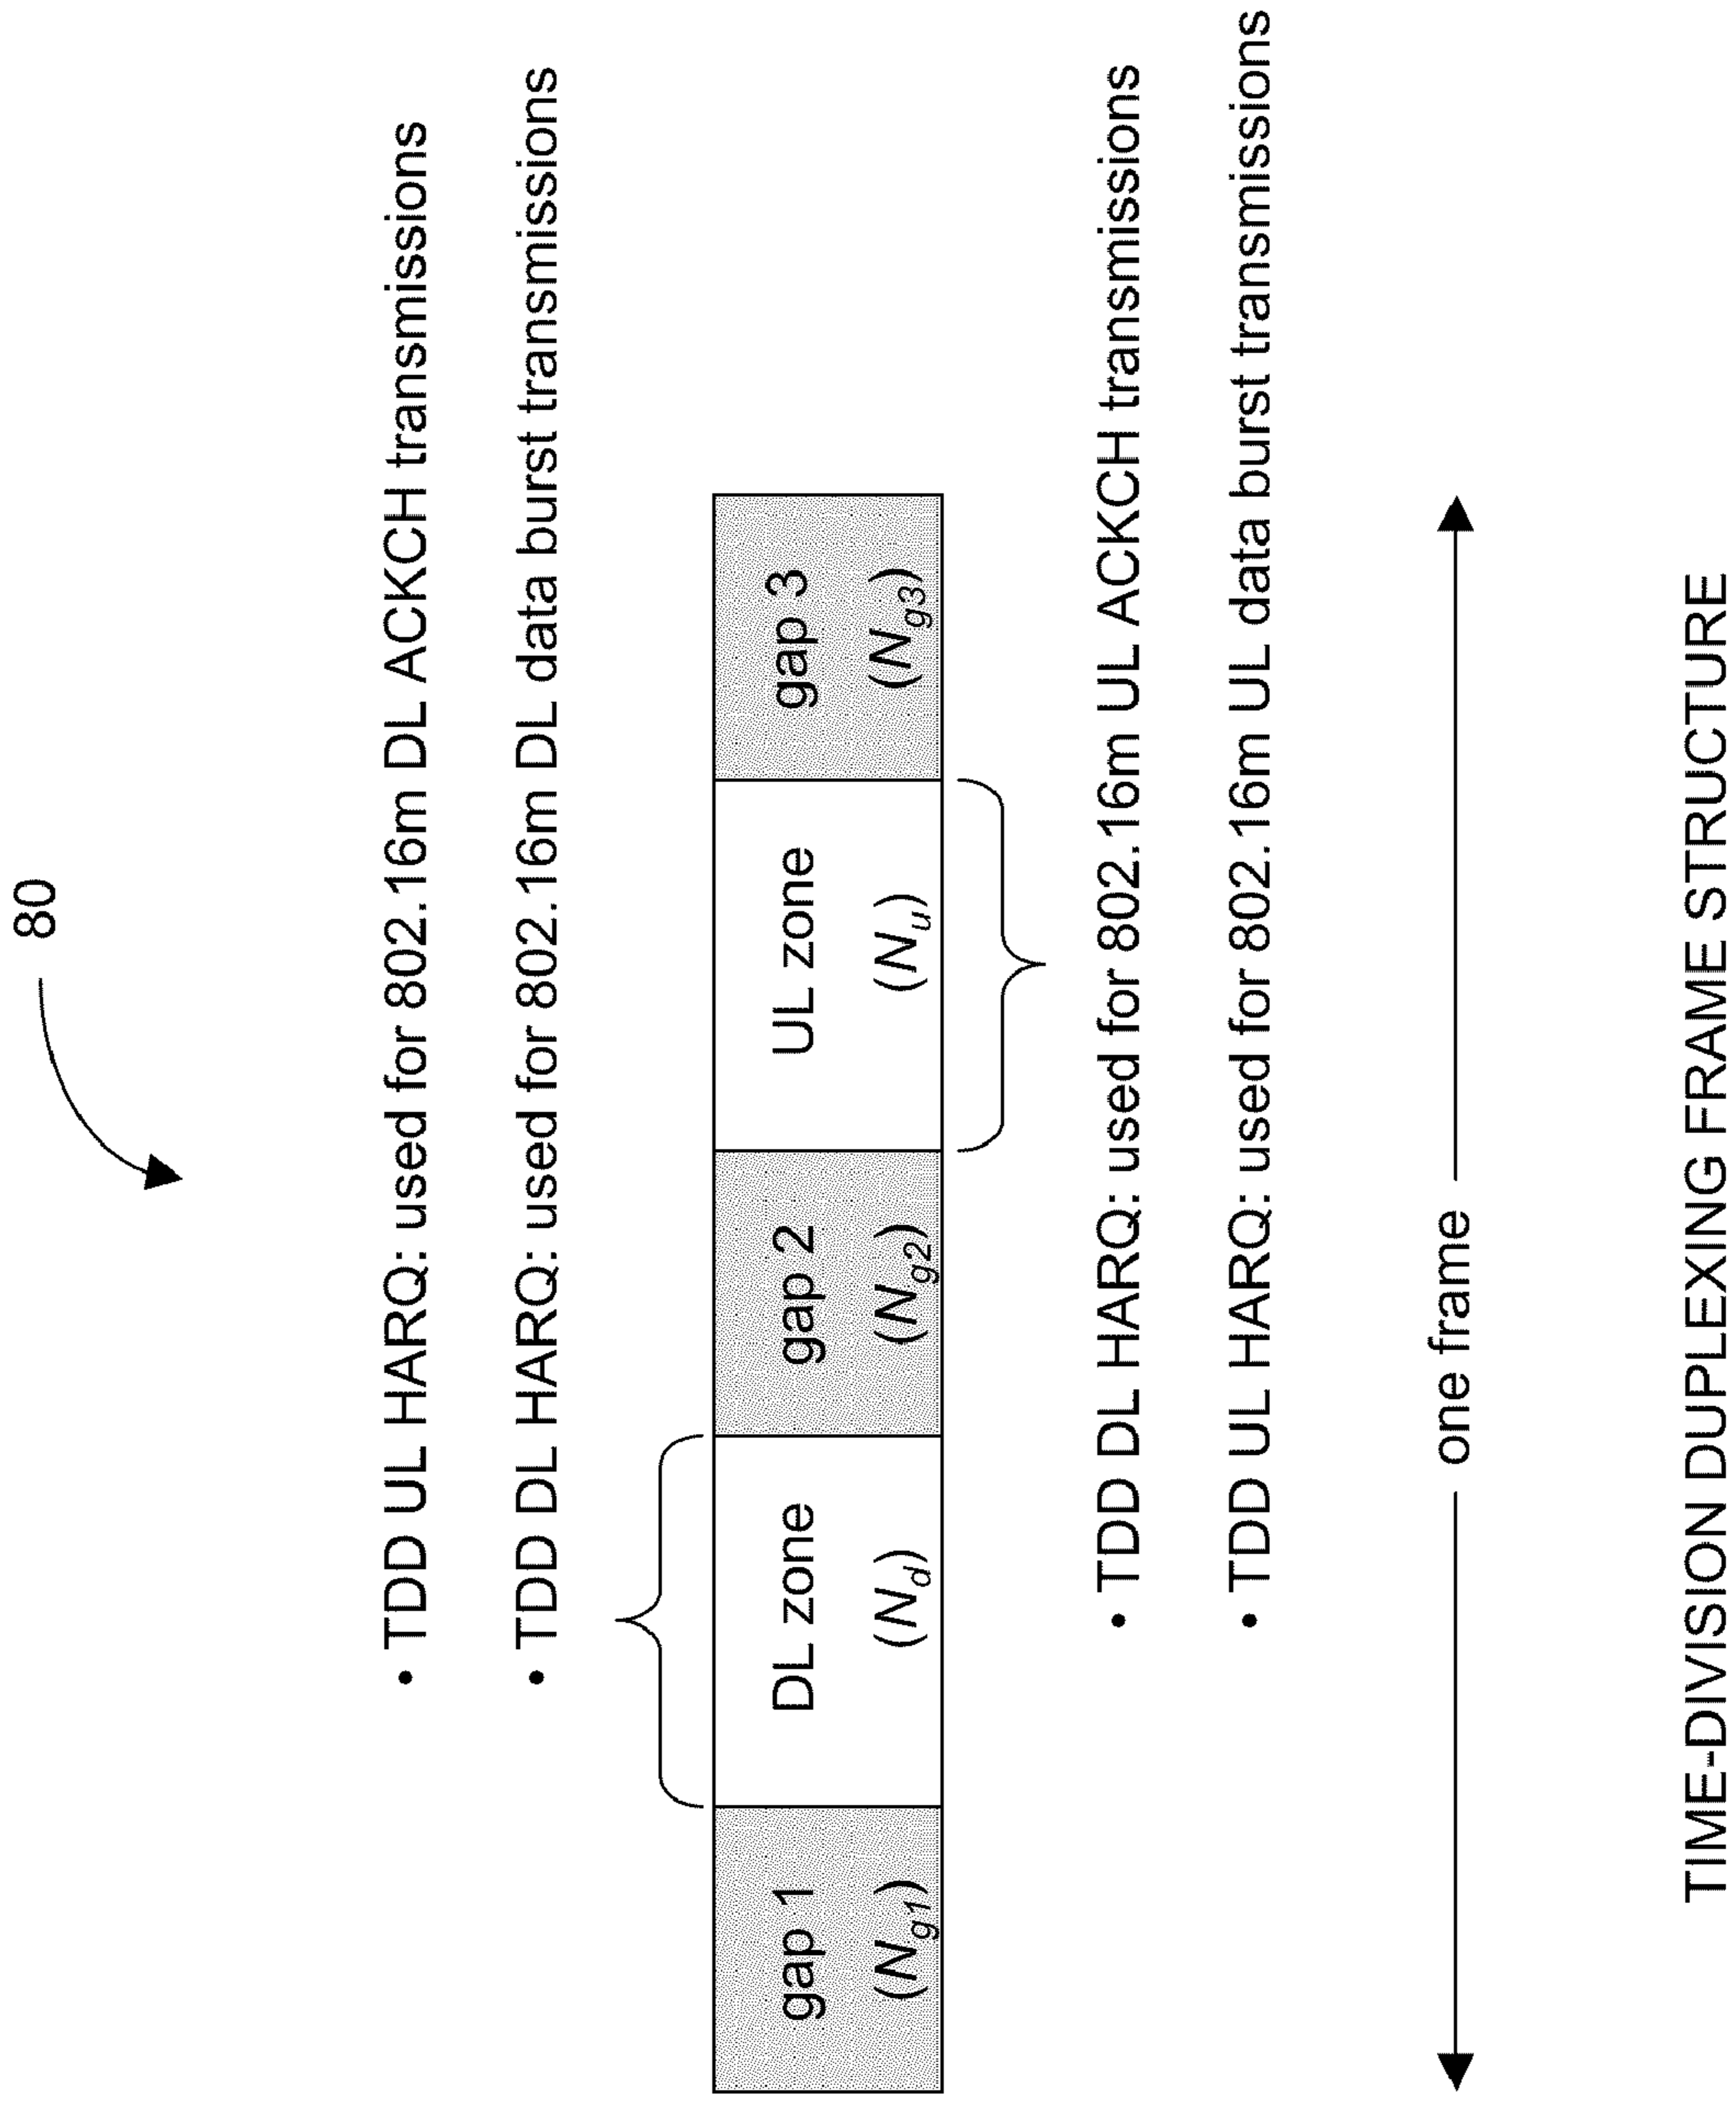 80
• TDD UL HARQ: used for 802.16m DL ACKCH transmissions
• TDD DL HARQ: used for 802.16m DL data burst transmissions
gap 1 DL zone gap 2 UL zone gap 3
(Ng1) (Nd) (Ng2) (Nu) (Ng3)
• TDD DL HARQ: used for 802.16m UL ACKCH transmissions
• TDD UL HARQ: used for 802.16m UL data burst transmissions
one frame
TIME-DIVISION DUPLEXING FRAME STRUCTURE